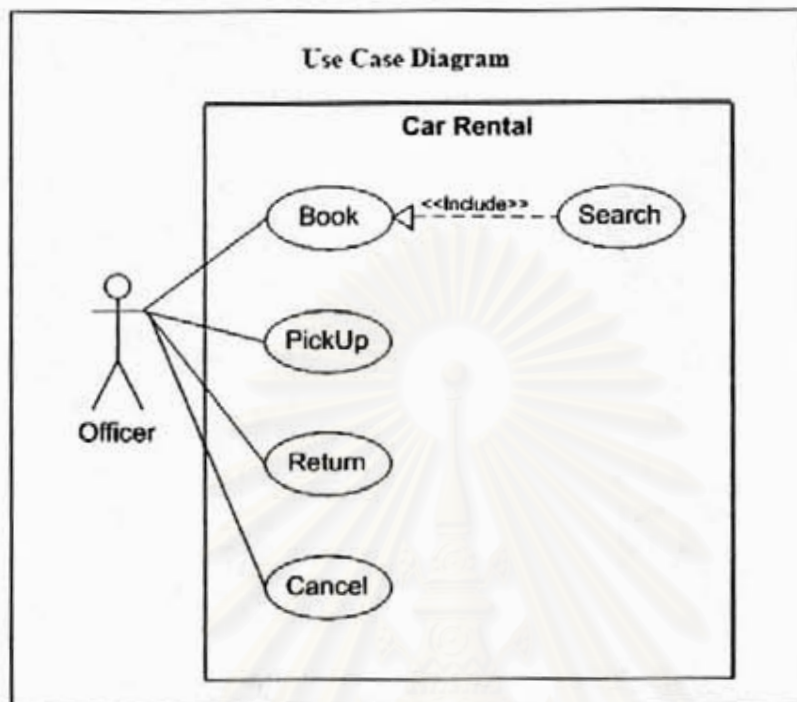 Use Case Diagram
Car Rental
Book
<<Include>>
Search
PickUp
Officer
Return
Cancel